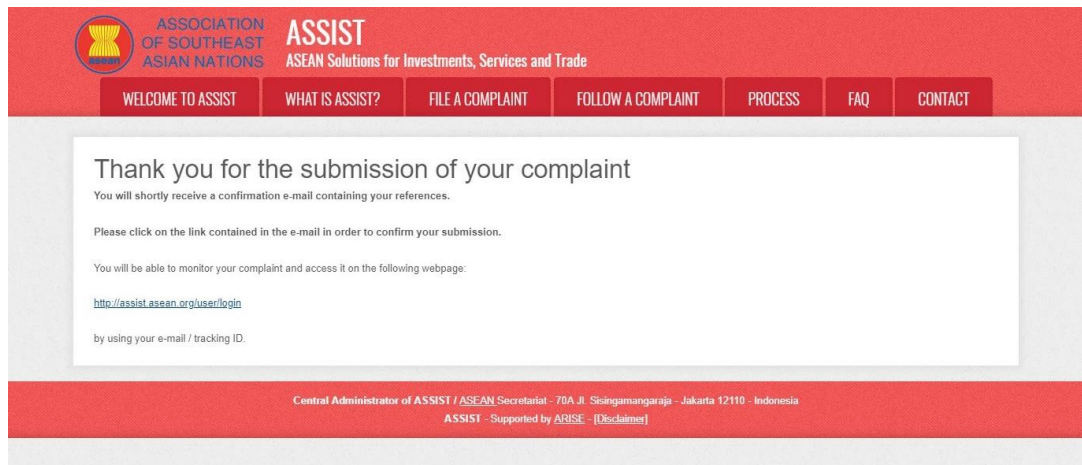 ASSOCIATION
OF SOUTHEAST
ASIAN NATIONS
asean
ASSIST
ASEAN Solutions for Investments, Services and Trade
WELCOME TO ASSIST WHAT IS ASSIST? FILE A COMPLAINT FOLLOW A COMPLAINT PROCESS FAQ CONTACT
Thank you for the submission of your complaint
You will shortly receive a confirmation e-mail containing your references.
Please click on the link contained in the e-mail in order to confirm your submission.
You will be able to monitor your complaint and access it on the following webpage:
http://assist.asean.org/user/login
by using your e-mail / tracking ID.
Central Administrator of ASSIST / ASEAN Secretariat - 70A Jl. Sisingamangaraja - Jakarta 12110 - Indonesia
ASSIST - Supported by ARISE - [Disclaimer]